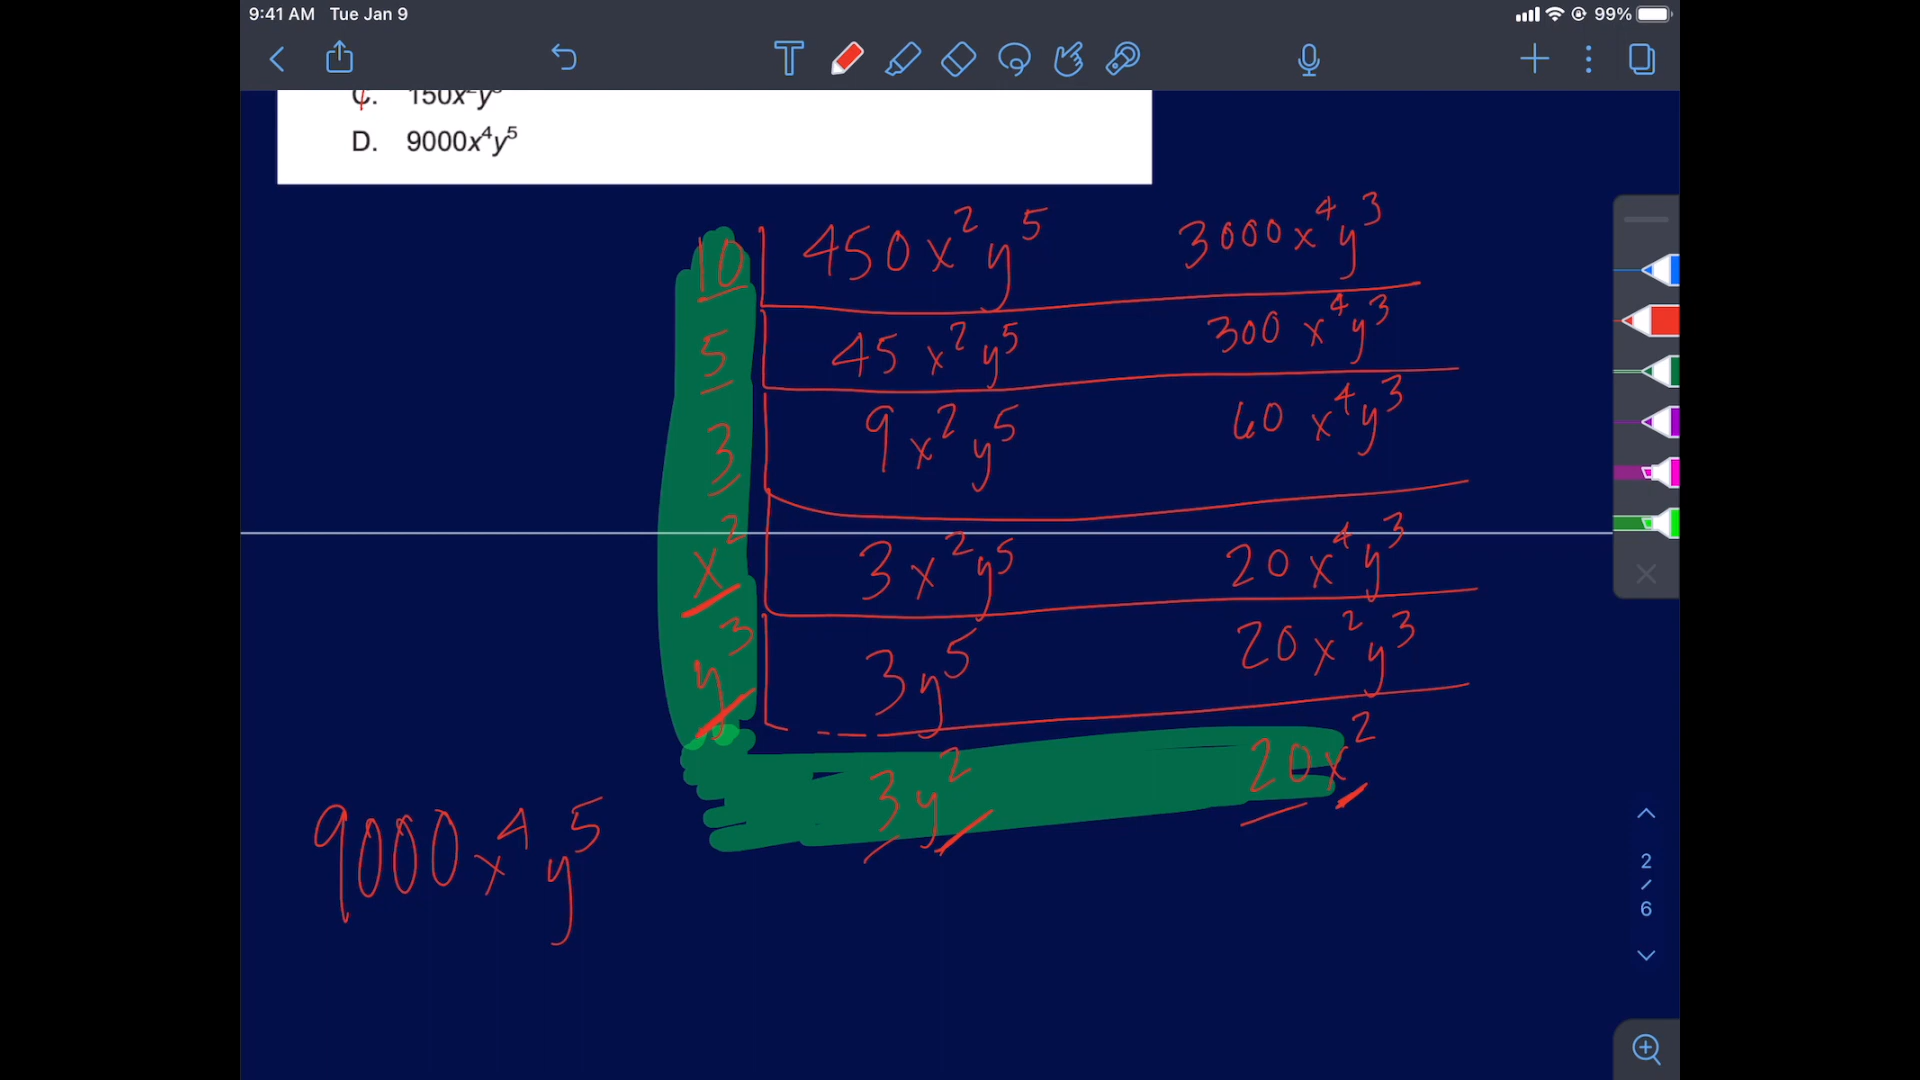 9:41 AM Tue Jan 9
99%
C. 150x²y³
D. 9000x⁴y⁵
10 450x²y⁵ 3000x⁴y³
5 45x²y⁵ 300x⁴y³
3 9x²y⁵ 60x⁴y³
x² 3x²y⁵ 20x⁴y³
y³ 3y⁵ 20x²y³
3y² 20x²
9000x⁴y⁵
2
/
6